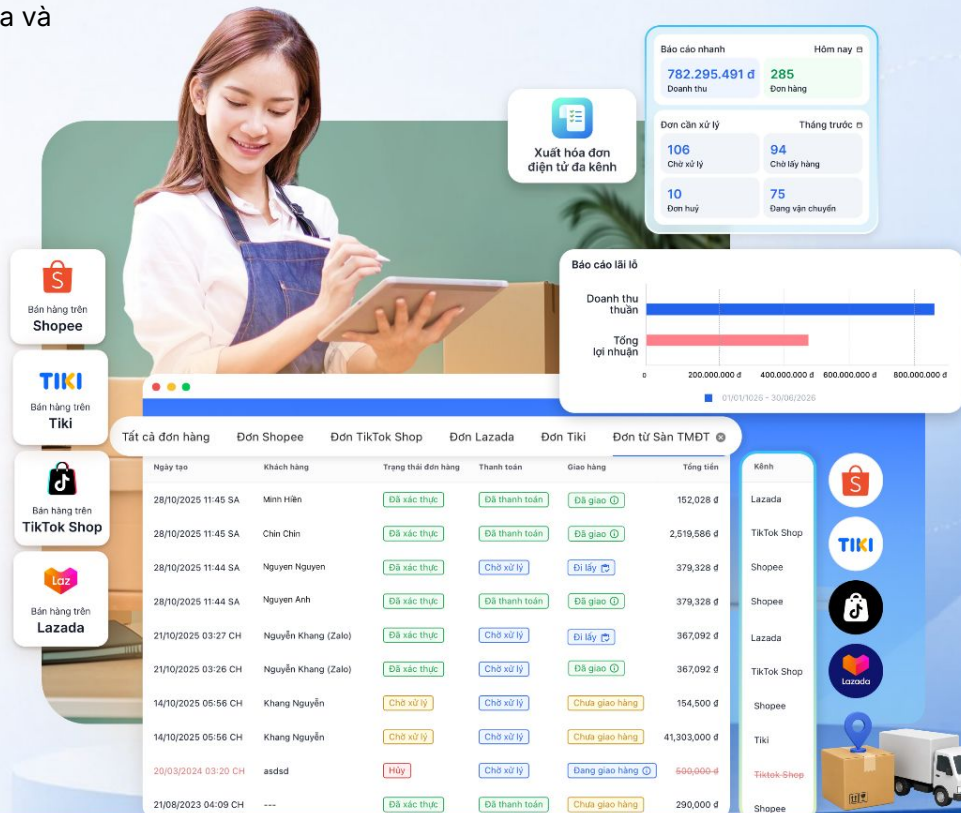 a và
Báo cáo nhanh Hôm nay
782.295.491 đ 285
Doanh thu Đơn hàng
Đơn cần xử lý Tháng trước
106 94
Chờ xử lý Chờ lấy hàng
10 75
Đơn huỷ Đang vận chuyển
Xuất hóa đơn
điện tử đa kênh
Báo cáo lãi lỗ
Doanh thu
thuần
Tổng
lợi nhuận
0 200.000.000 đ 400.000.000 đ 600.000.000 đ 800.000.000 đ
01/01/1026 - 30/06/2026
Bán hàng trên
Shopee
TIKI
Bán hàng trên
Tiki
Bán hàng trên
TikTok Shop
Laz
Bán hàng trên
Lazada
Tất cả đơn hàng Đơn Shopee Đơn TikTok Shop Đơn Lazada Đơn Tiki Đơn từ Sàn TMĐT
Ngày tạo Khách hàng Trạng thái đơn hàng Thanh toán Giao hàng Tổng tiền Kênh
28/10/2025 11:45 SA Minh Hiền Đã xác thực Đã thanh toán Đã giao 152,028 đ Lazada
28/10/2025 11:45 SA Chin Chin Đã xác thực Đã thanh toán Đã giao 2,519,586 đ TikTok Shop
28/10/2025 11:44 SA Nguyen Nguyen Đã xác thực Chờ xử lý Đi lấy 379,328 đ Shopee
28/10/2025 11:44 SA Nguyen Anh Đã xác thực Đã thanh toán Đã giao 379,328 đ Shopee
21/10/2025 03:27 CH Nguyễn Khang (Zalo) Đã xác thực Chờ xử lý Đi lấy 367,092 đ Lazada
21/10/2025 03:26 CH Nguyễn Khang (Zalo) Đã xác thực Chờ xử lý Đã giao 367,092 đ TikTok Shop
14/10/2025 05:56 CH Khang Nguyễn Chờ xử lý Chờ xử lý Chưa giao hàng 154,500 đ Shopee
14/10/2025 05:56 CH Khang Nguyễn Chờ xử lý Chờ xử lý Chưa giao hàng 41,303,000 đ Tiki
20/03/2024 03:20 CH asdsd Hủy Chờ xử lý Đang giao hàng 500,000 đ Tiktok Shop
21/08/2023 04:09 CH --- Đã xác thực Đã thanh toán Chưa giao hàng 290,000 đ Shopee
TIKI
Lazada